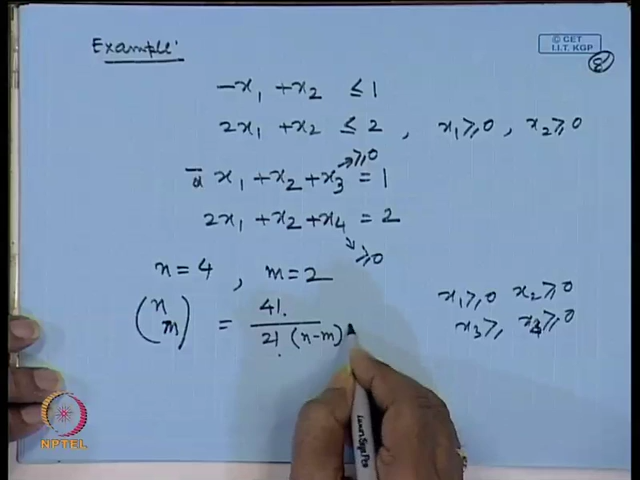 © CET
I.I.T. KGP
8
Example:
-x₁ + x₂ ≤ 1
2x₁ + x₂ ≤ 2 , x₁ ≥ 0 , x₂ ≥ 0
- x₁ + x₂ + x₃ = 1
→ ≥ 0
2x₁ + x₂ + x₄ = 2
→ ≥ 0
n = 4 , m = 2
x₁ ≥ 0 x₂ ≥ 0
x₃ ≥, x₄ ≥ 0
(n m) = 4! / 2! (n-m)
NPTEL